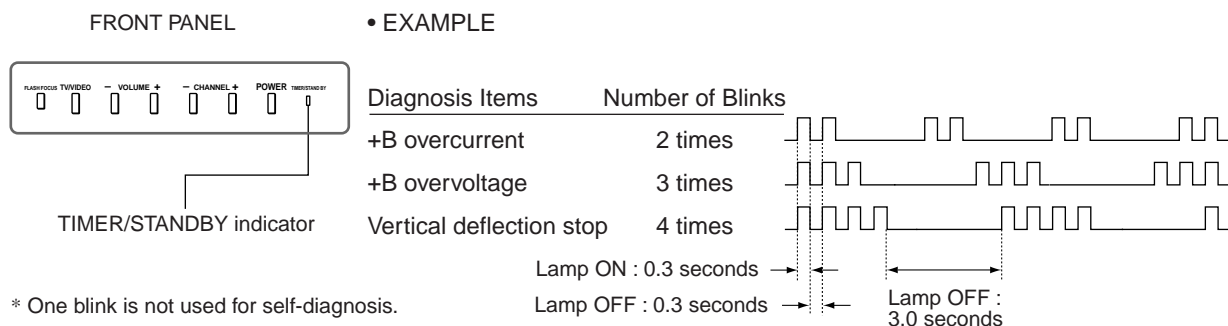 FRONT PANEL
• EXAMPLE
FLASH FOCUS TV/VIDEO − VOLUME + − CHANNEL + POWER TIMER/STAND BY
Diagnosis Items Number of Blinks
+B overcurrent 2 times
+B overvoltage 3 times
Vertical deflection stop 4 times
TIMER/STANDBY indicator
Lamp ON : 0.3 seconds
Lamp OFF : 0.3 seconds
Lamp OFF :
3.0 seconds
* One blink is not used for self-diagnosis.